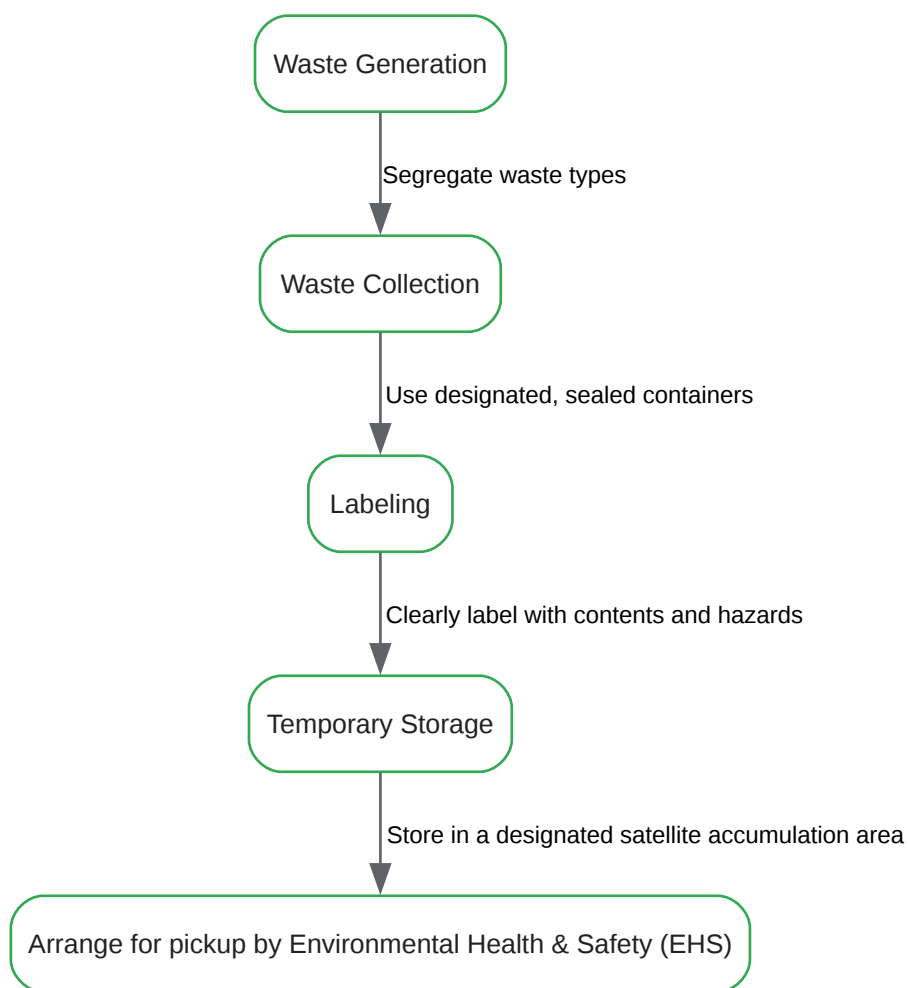 Waste Generation
Segregate waste types
Waste Collection
Use designated, sealed containers
Labeling
Clearly label with contents and hazards
Temporary Storage
Store in a designated satellite accumulation area
Arrange for pickup by Environmental Health & Safety (EHS)